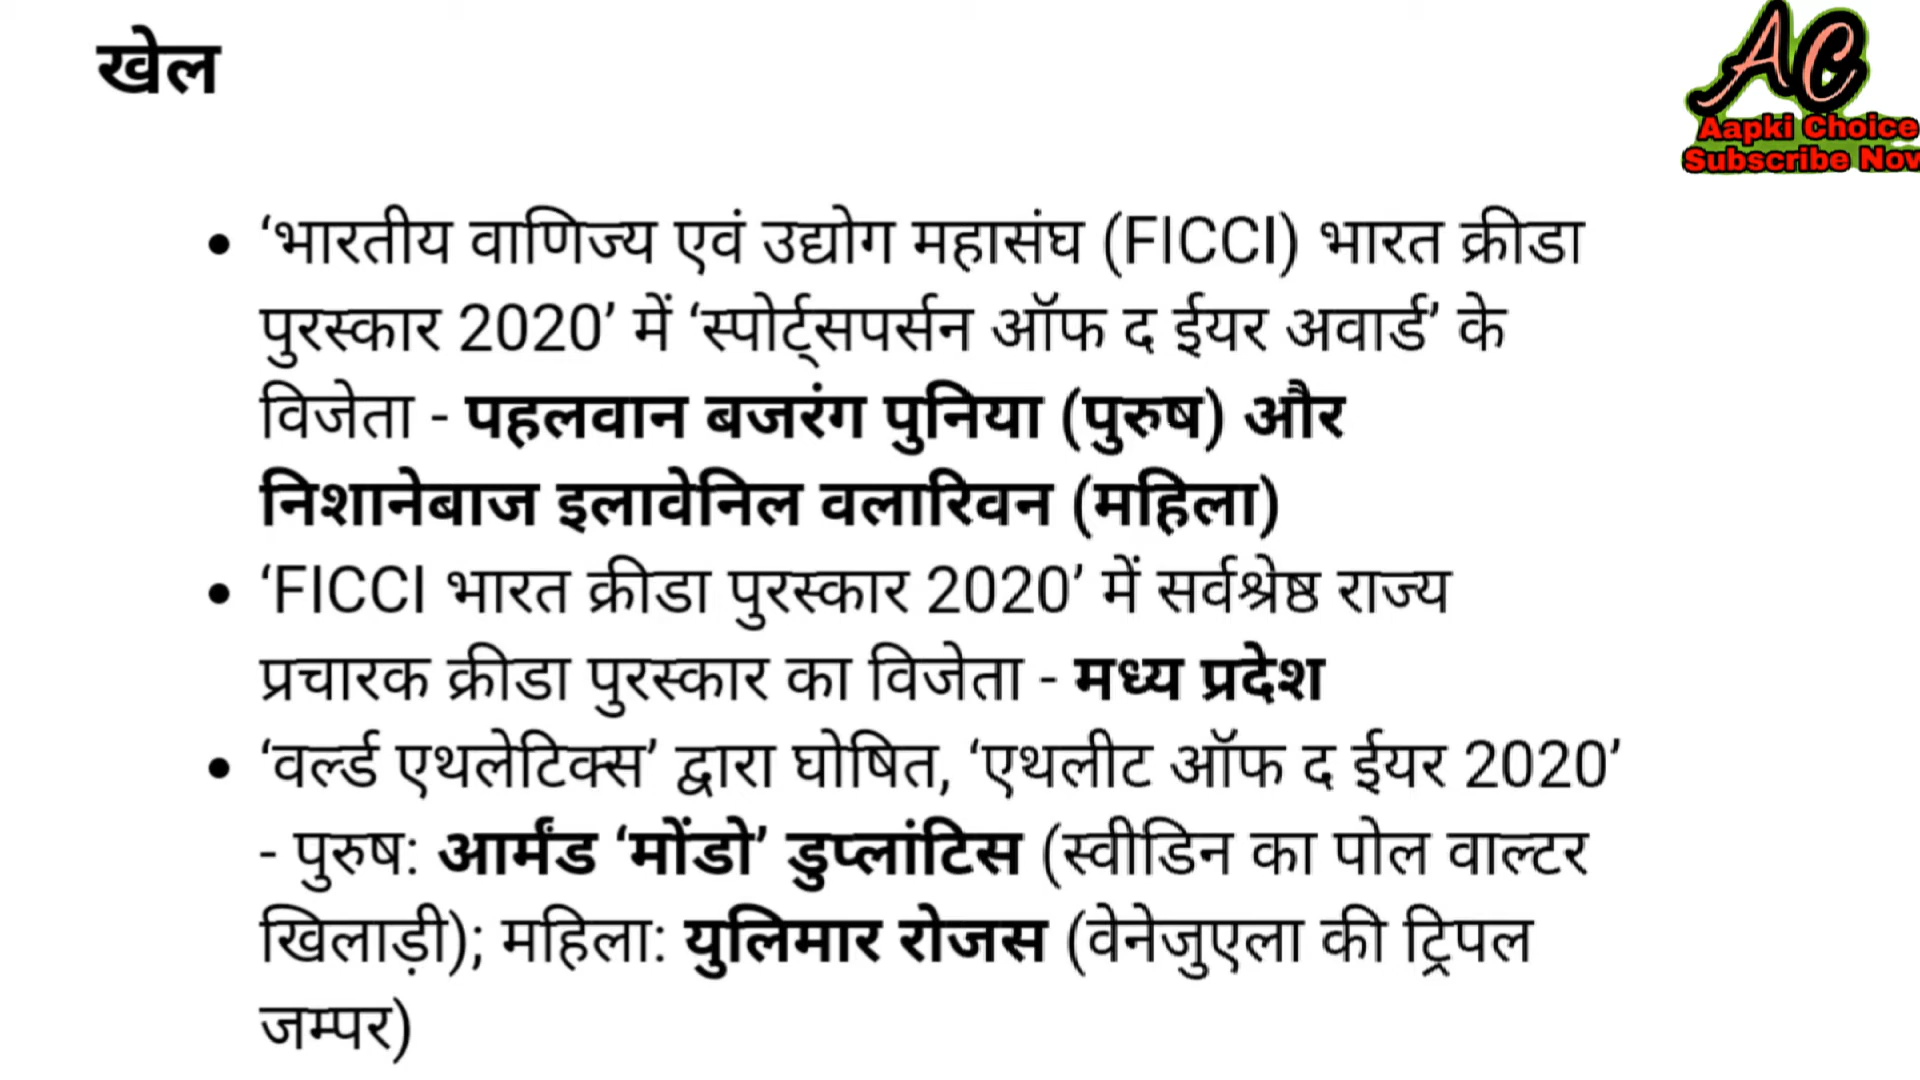 खेल
AC
Aapki Choice
Subscribe Now
• ‘भारतीय वाणिज्य एवं उद्योग महासंघ (FICCI) भारत क्रीडा
पुरस्कार 2020’ में ‘स्पोर्ट्सपर्सन ऑफ द ईयर अवार्ड’ के
विजेता - पहलवान बजरंग पुनिया (पुरुष) और
निशानेबाज इलावेनिल वलारिवन (महिला)
• ‘FICCI भारत क्रीडा पुरस्कार 2020’ में सर्वश्रेष्ठ राज्य
प्रचारक क्रीडा पुरस्कार का विजेता - मध्य प्रदेश
• ‘वर्ल्ड एथलेटिक्स’ द्वारा घोषित, ‘एथलीट ऑफ द ईयर 2020’
- पुरुष: आर्मंड ‘मोंडो’ डुप्लांटिस (स्वीडिन का पोल वाल्टर
खिलाड़ी); महिला: युलिमार रोजस (वेनेजुएला की ट्रिपल
जम्पर)